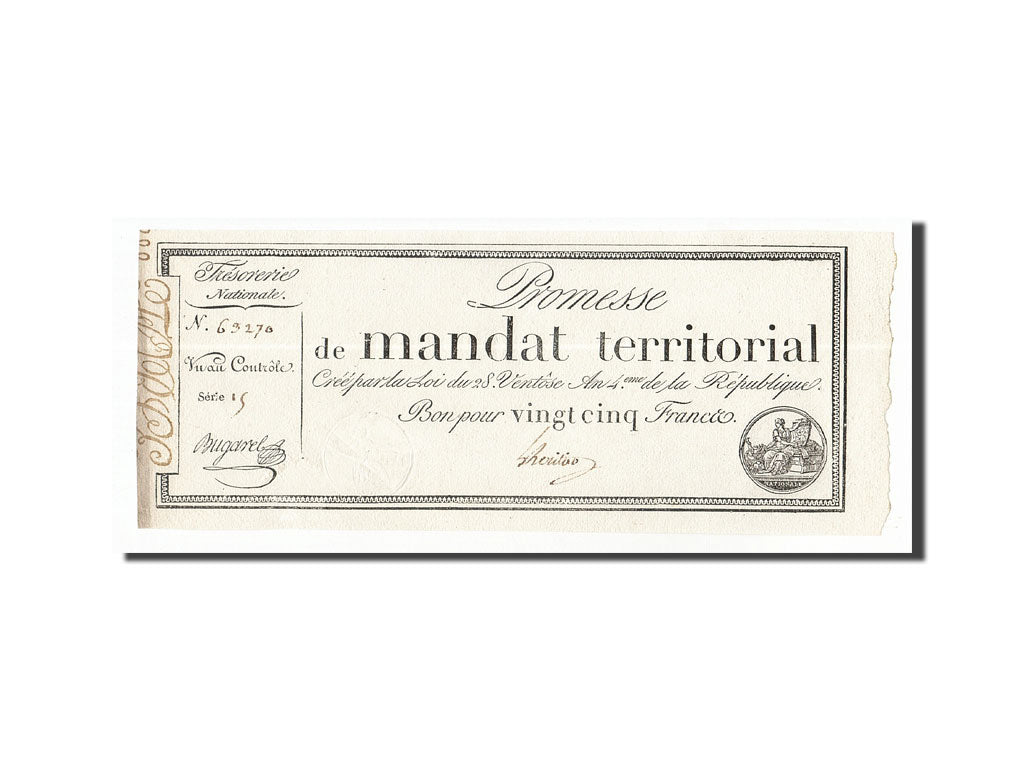 Trésorerie
Nationale.
N. 63270
Vu au Contrôle.
Série 15
Bugarel
Promesse
de mandat territorial
Créé par la Loi du 28. Ventôse An 4.eme de la République.
Bon pour vingt cinq Francs.
NATIONALE